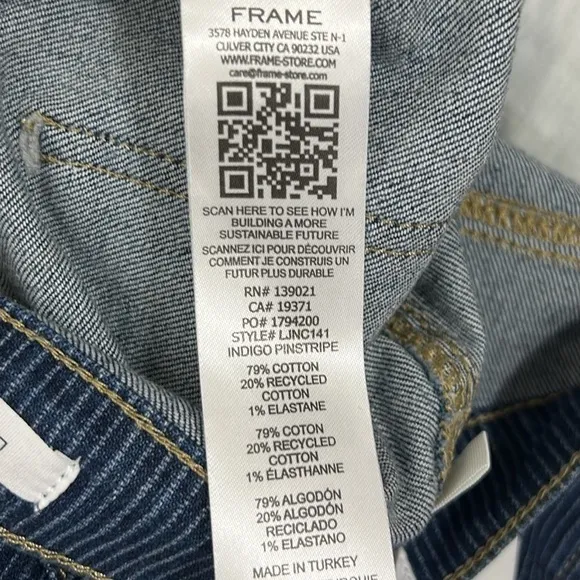 FRAME
3578 HAYDEN AVENUE STE N-1
CULVER CITY CA 90232 USA
WWW.FRAME-STORE.COM
care@frame-store.com
SCAN HERE TO SEE HOW I'M
BUILDING A MORE
SUSTAINABLE FUTURE
SCANNEZ ICI POUR DÉCOUVRIR
COMMENT JE CONSTRUIS UN
FUTUR PLUS DURABLE
RN# 139021
CA# 19371
PO# 1794200
STYLE# LJNC141
INDIGO PINSTRIPE
79% COTTON
20% RECYCLED
COTTON
1% ELASTANE
79% COTON
20% RECYCLED
COTTON
1% ÉLASTHANNE
79% ALGODÓN
20% ALGODÓN
RECICLADO
1% ELASTANO
MADE IN TURKEY